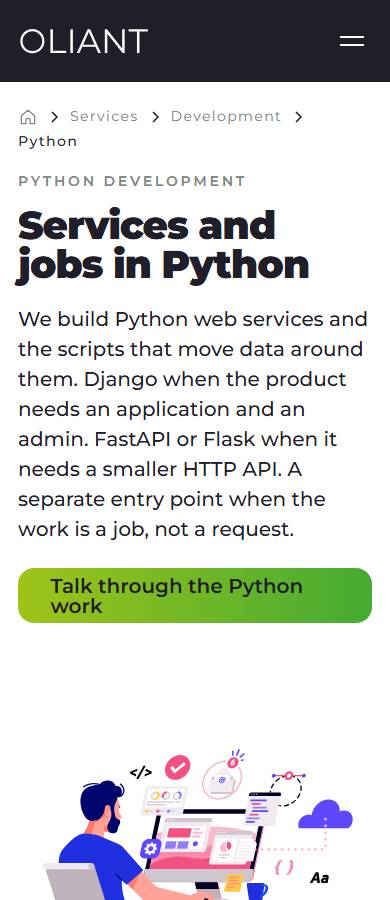 OLIANT
Services
Development
Python
PYTHON DEVELOPMENT
Services and
jobs in Python
We build Python web services and
the scripts that move data around
them. Django when the product
needs an application and an
admin. FastAPI or Flask when it
needs a smaller HTTP API. A
separate entry point when the
work is a job, not a request.
Talk through the Python
work
</>
6
@
{ }
Aa